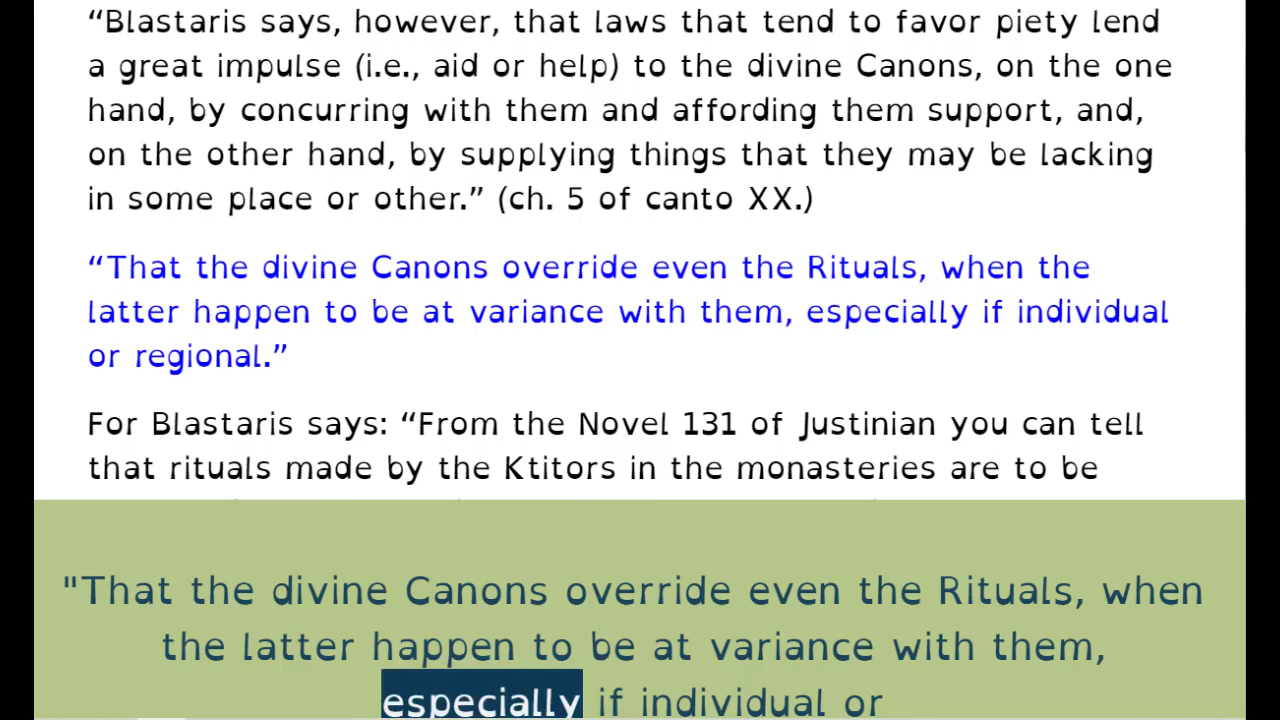 “Blastaris says, however, that laws that tend to favor piety lend
a great impulse (i.e., aid or help) to the divine Canons, on the one
hand, by concurring with them and affording them support, and,
on the other hand, by supplying things that they may be lacking
in some place or other.” (ch. 5 of canto XX.)
“That the divine Canons override even the Rituals, when the
latter happen to be at variance with them, especially if individual
or regional.”
For Blastaris says: “From the Novel 131 of Justinian you can tell
that rituals made by the Ktitors in the monasteries are to be
"That the divine Canons override even the Rituals, when
the latter happen to be at variance with them,
especially if individual or